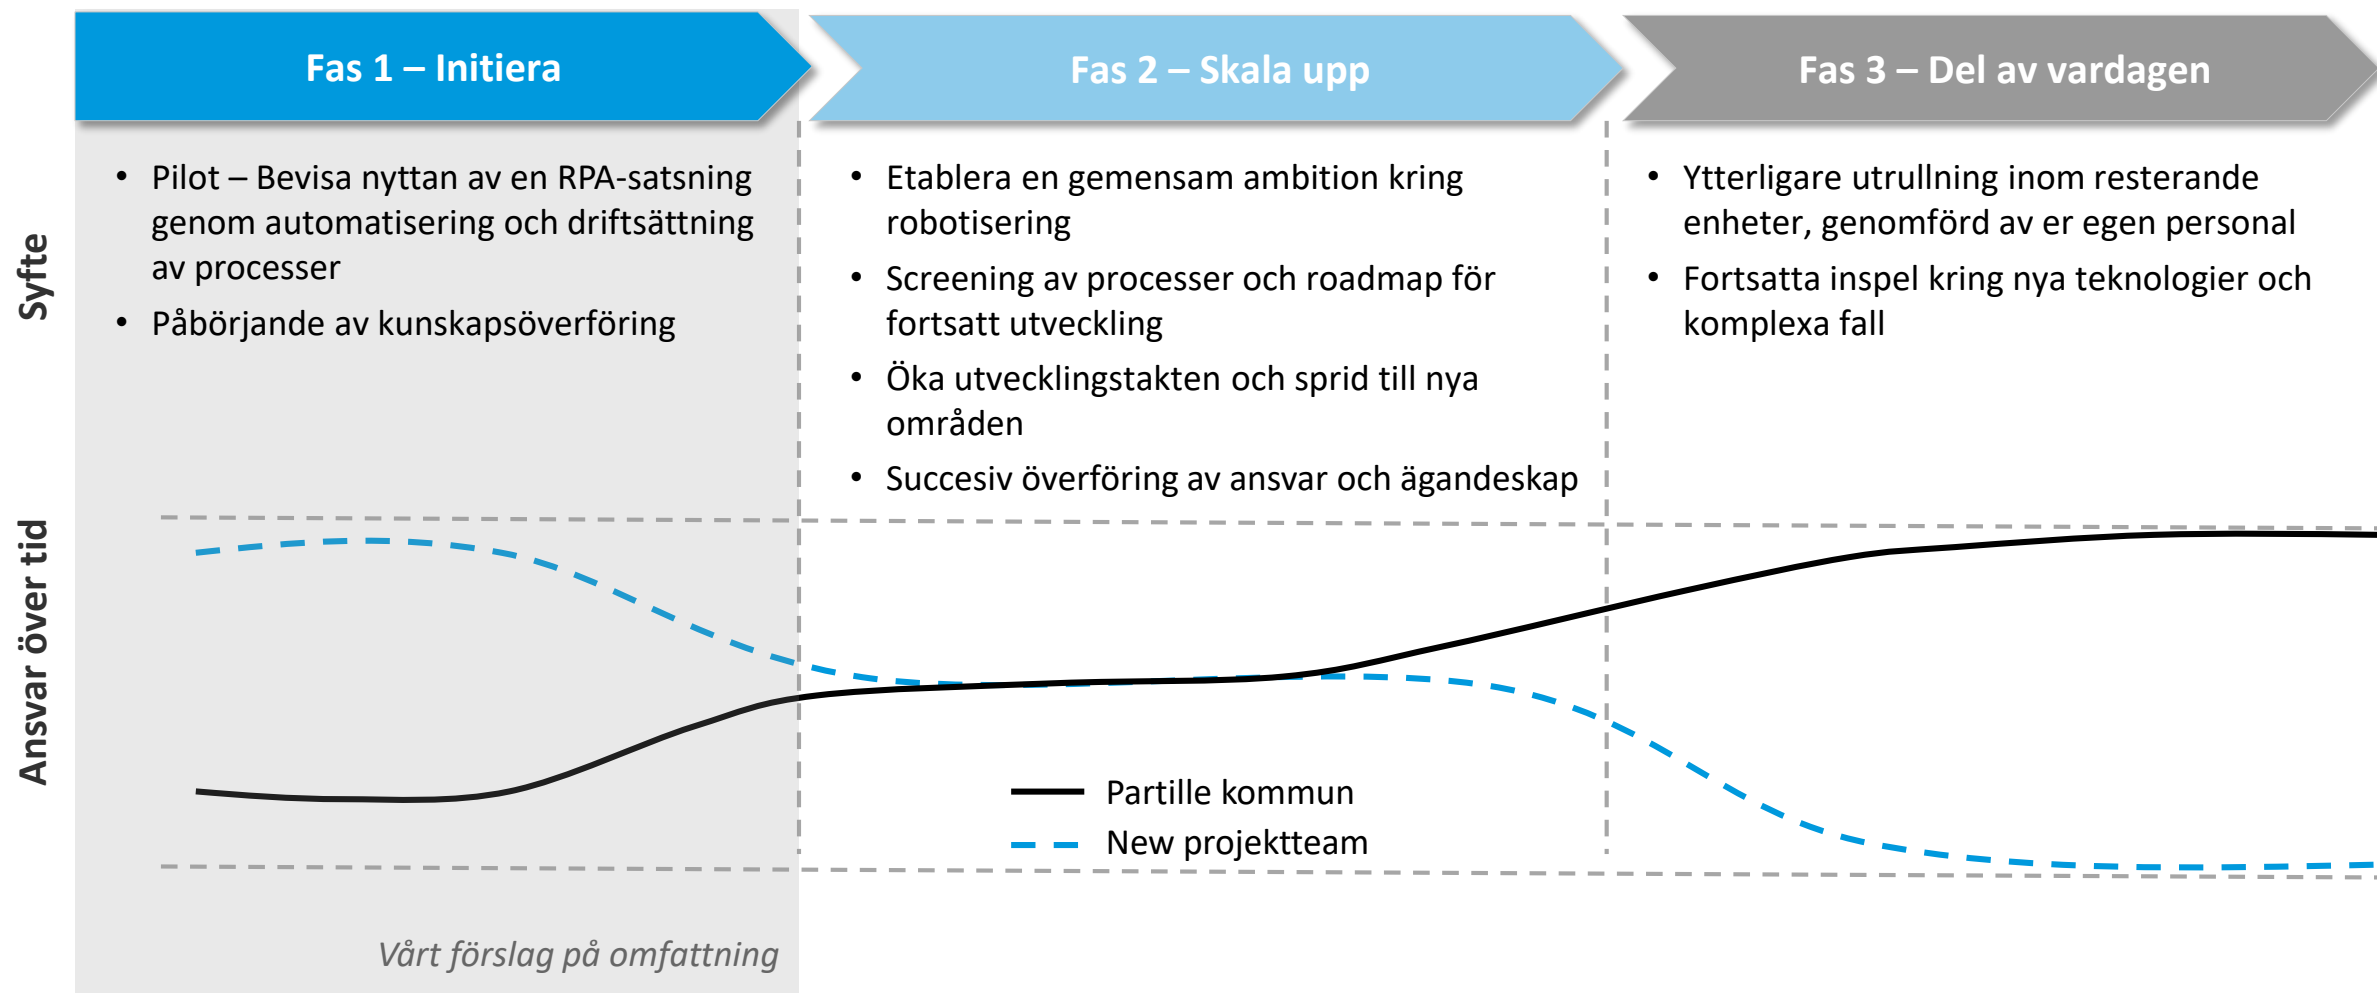 Fas 1 – Initiera
Fas 2 – Skala upp
Fas 3 – Del av vardagen
Syfte
• Pilot – Bevisa nyttan av en RPA-satsning
genom automatisering och driftsättning
av processer
• Påbörjande av kunskapsöverföring
• Etablera en gemensam ambition kring
robotisering
• Screening av processer och roadmap för
fortsatt utveckling
• Öka utvecklingstakten och sprid till nya
områden
• Succesiv överföring av ansvar och ägandeskap
• Ytterligare utrullning inom resterande
enheter, genomförd av er egen personal
• Fortsatta inspel kring nya teknologier och
komplexa fall
Ansvar över tid
Partille kommun
New projektteam
Vårt förslag på omfattning